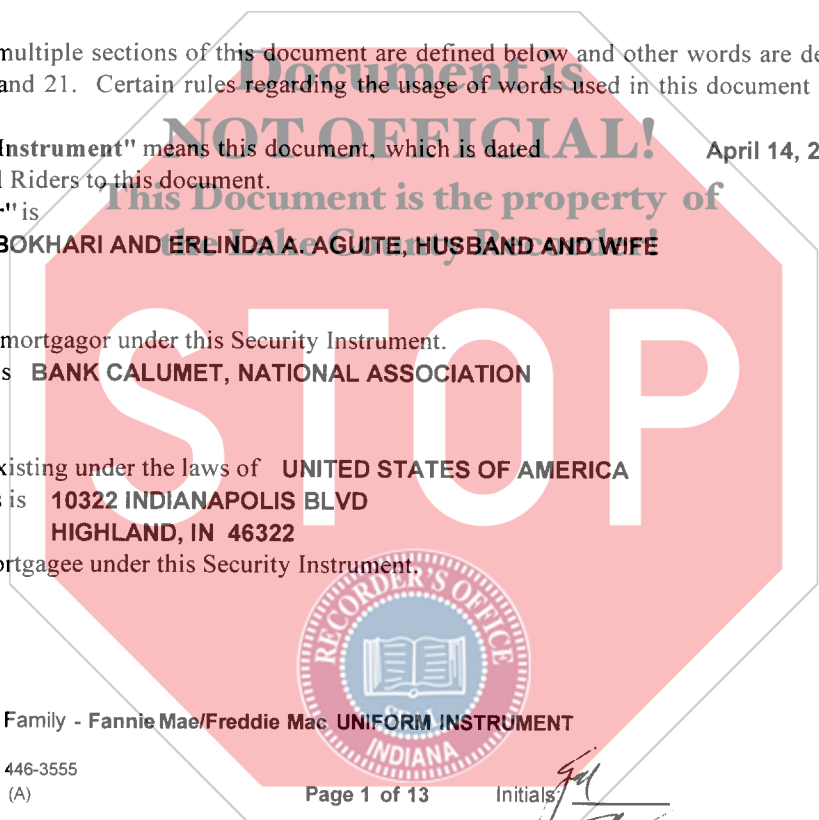 multiple sections of this document are defined below and other words are de
and 21. Certain rules regarding the usage of words used in this document
Document is
NOT OFFICIAL!
This Document is the property of
the Lake County Recorder!
Instrument" means this document, which is dated April 14, 2
Riders to this document.
r" is
BOKHARI AND ERLINDA A. AGUITE, HUSBAND AND WIFE
mortgagor under this Security Instrument.
s BANK CALUMET, NATIONAL ASSOCIATION
STOP
xisting under the laws of UNITED STATES OF AMERICA
s is 10322 INDIANAPOLIS BLVD
HIGHLAND, IN 46322
ortgagee under this Security Instrument.
RECORDER'S OFFICE
SEAL
INDIANA
Family - Fannie Mae/Freddie Mac UNIFORM INSTRUMENT
446-3555
(A)
Page 1 of 13 Initials: